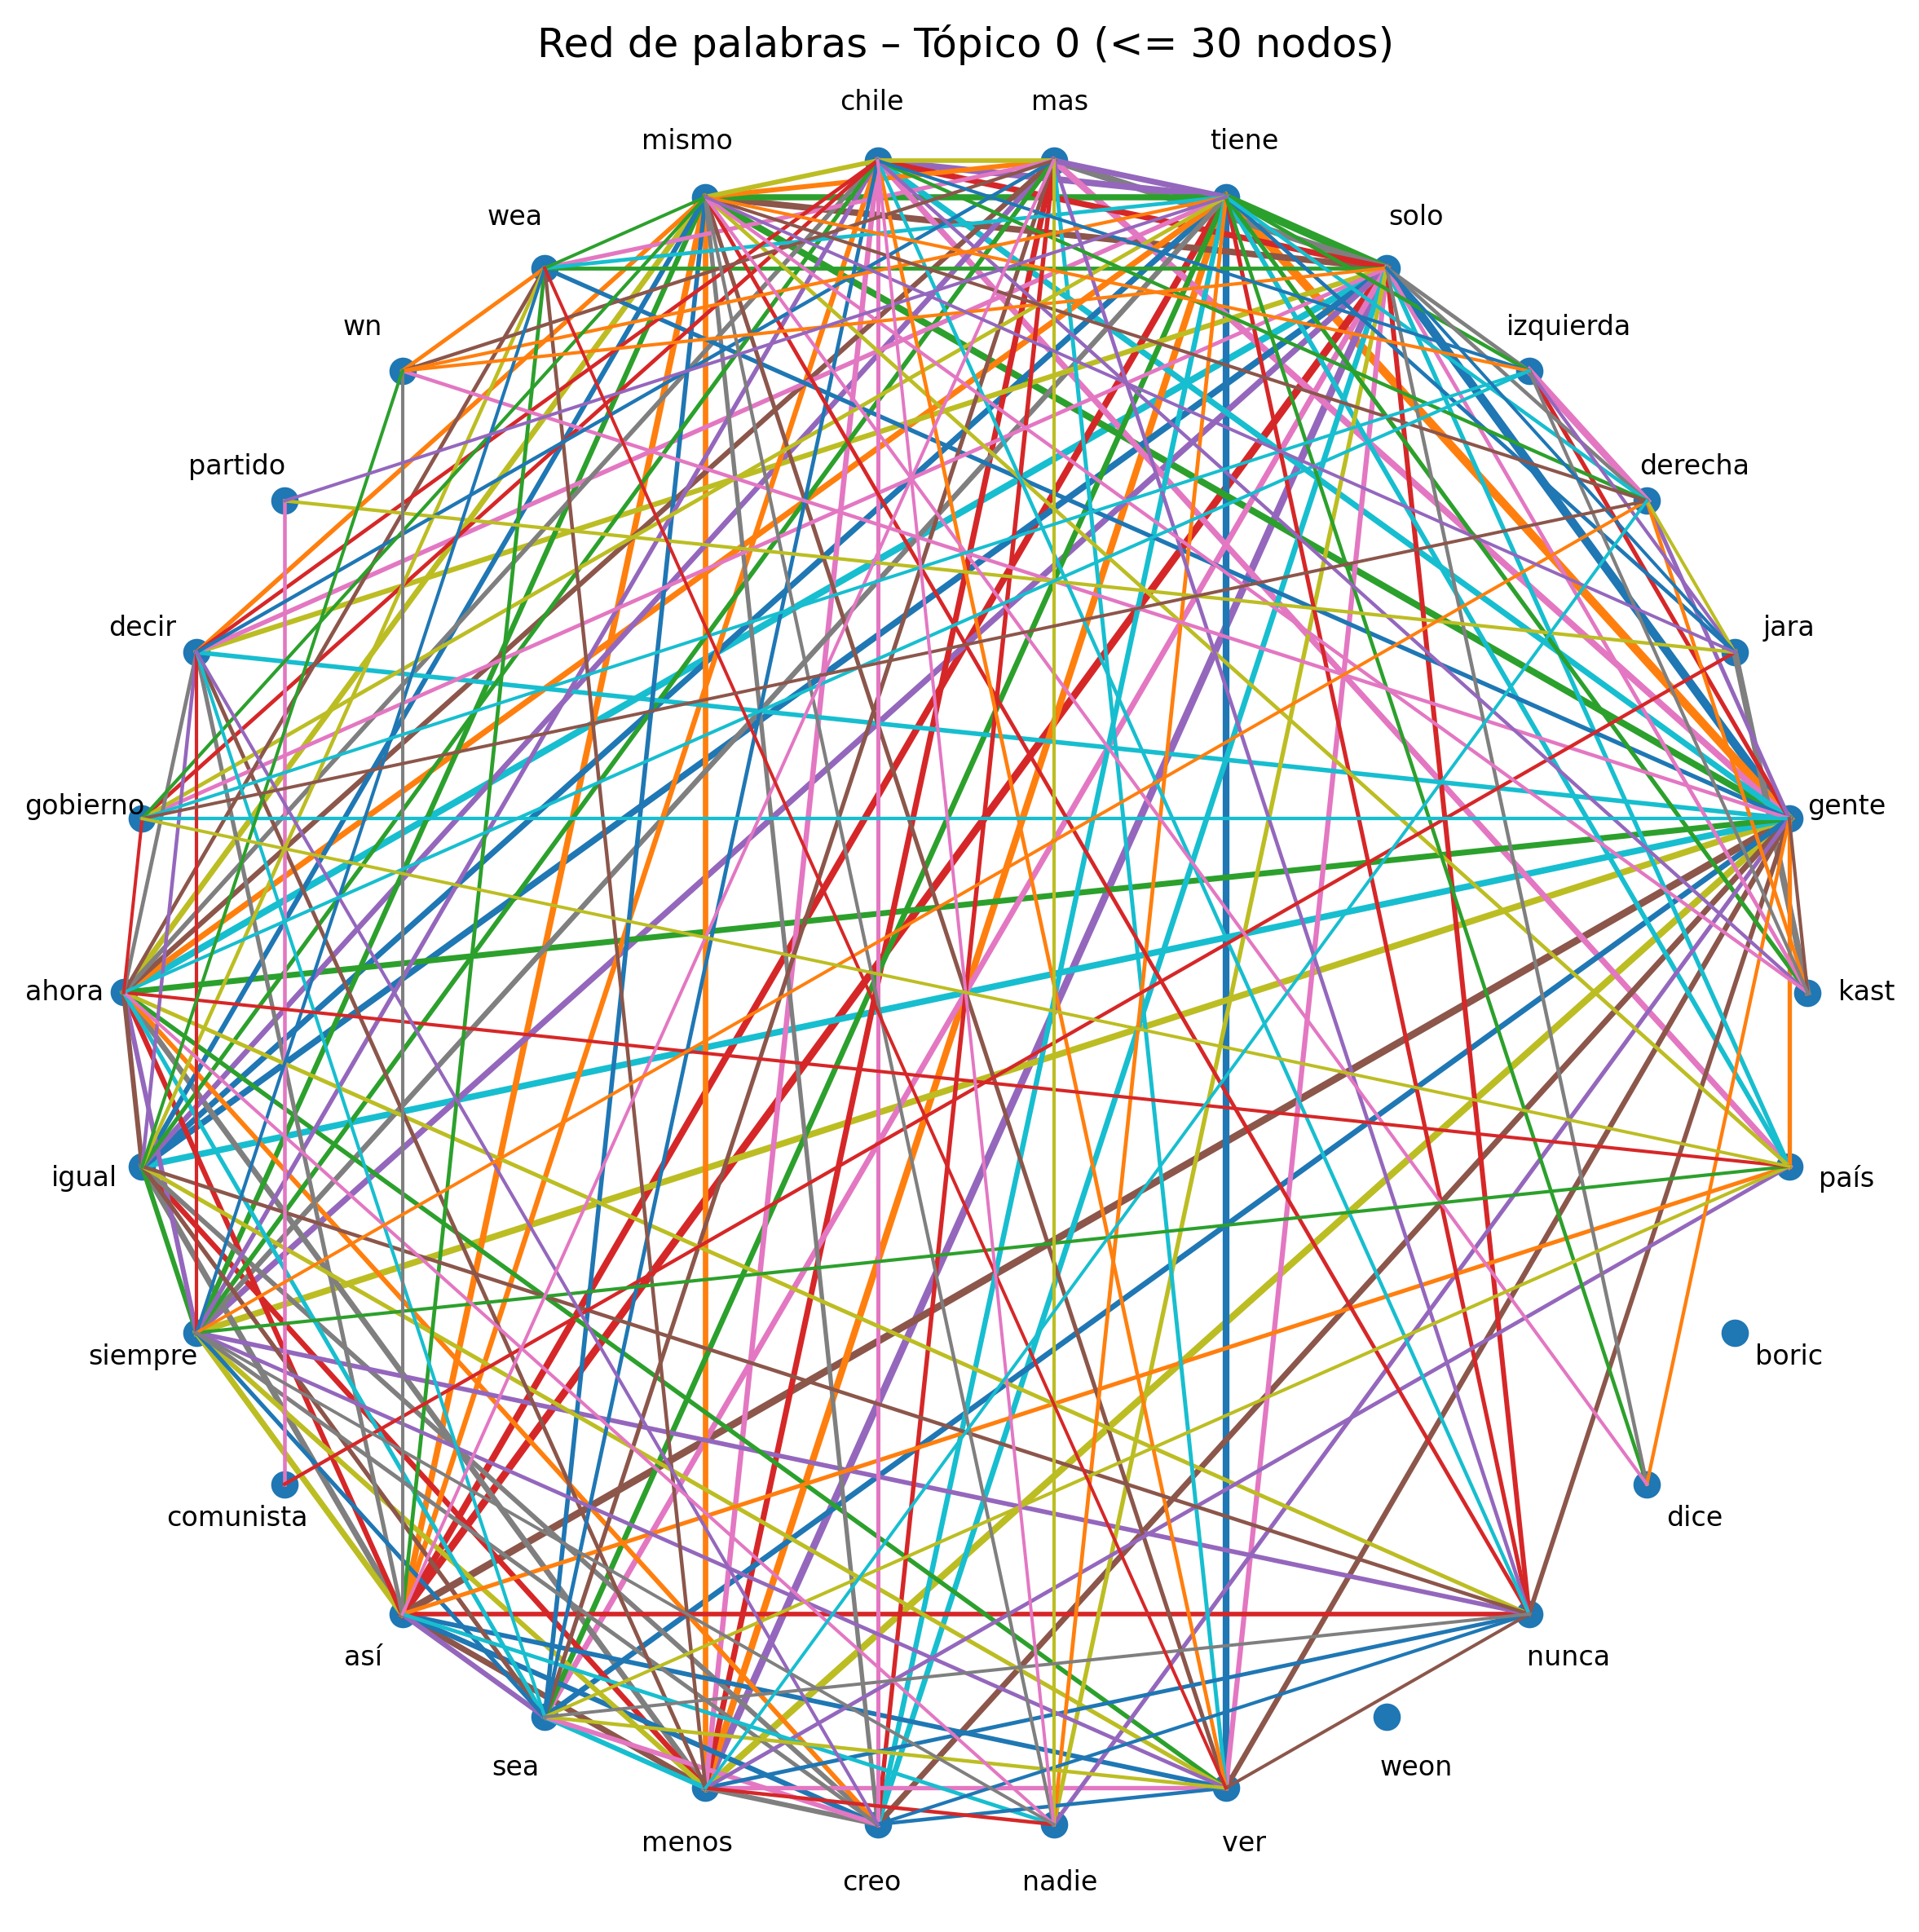 Red de palabras – Tópico 0 (<= 30 nodos)
chile
mas
mismo
tiene
wea
solo
wn
izquierda
partido
derecha
decir
jara
gobierno
gente
ahora
kast
igual
país
siempre
boric
comunista
dice
así
nunca
sea
weon
menos
ver
creo
nadie